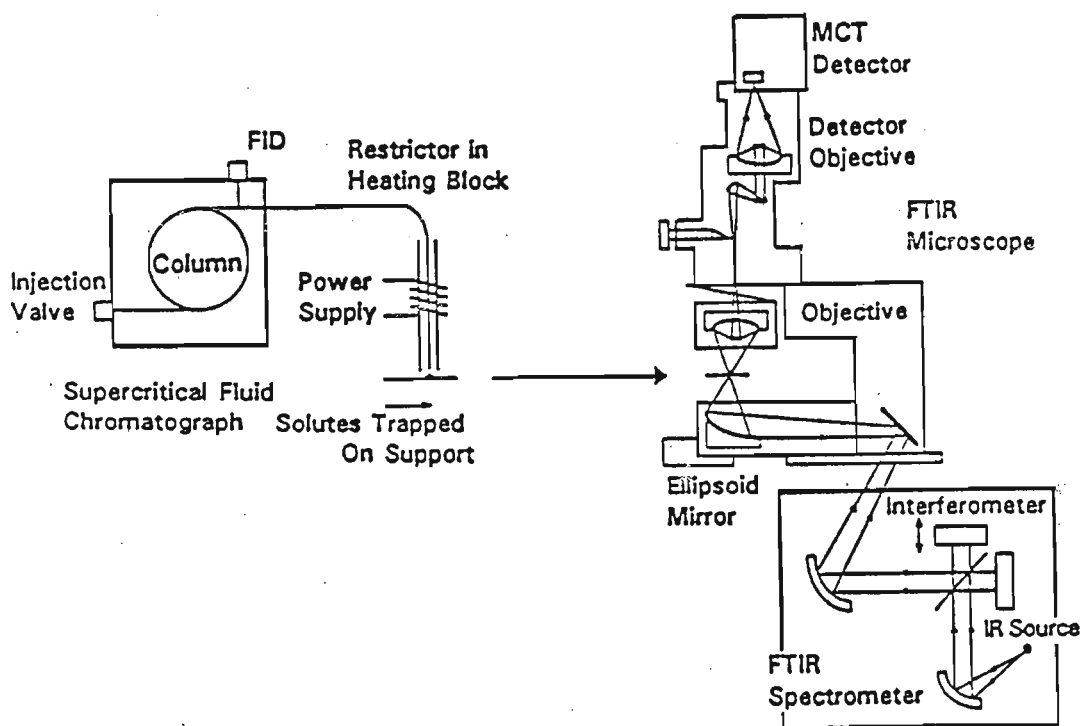 FID
Restrictor in
Heating Block
Column
Injection
Valve
Power
Supply
Supercritical Fluid
Chromatograph
Solutes Trapped
On Support
MCT
Detector
Detector
Objective
FTIR
Microscope
Objective
Ellipsoid
Mirror
Interferometer
IR Source
FTIR
Spectrometer